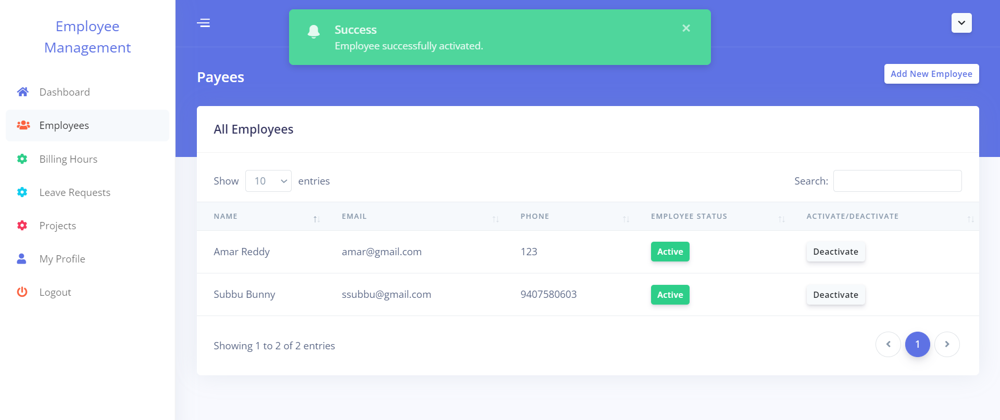 Employee
Management
Dashboard
Employees
Billing Hours
Leave Requests
Projects
My Profile
Logout
Success
Employee successfully activated.
Payees
Add New Employee
All Employees
Show 10 entries
Search:
NAME EMAIL PHONE EMPLOYEE STATUS ACTIVATE/DEACTIVATE
Amar Reddy amar@gmail.com 123 Active Deactivate
Subbu Bunny ssubbu@gmail.com 9407580603 Active Deactivate
Showing 1 to 2 of 2 entries
1